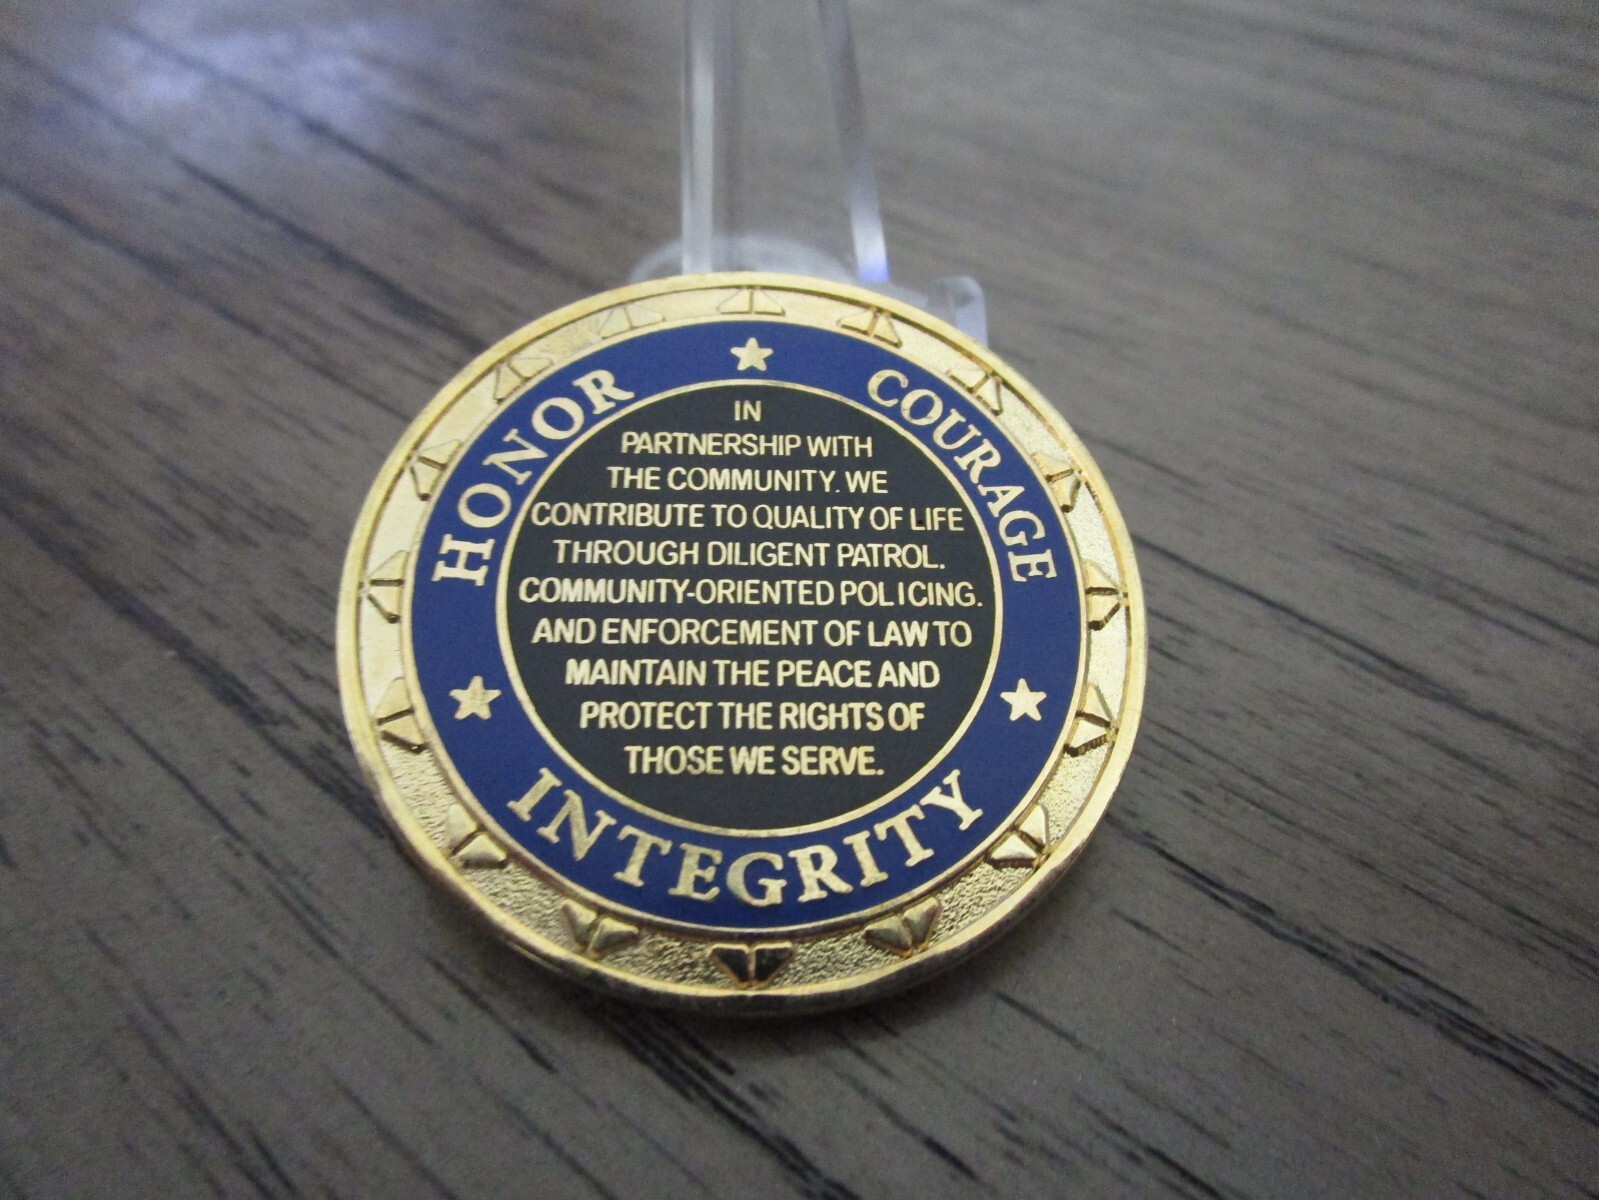 HONOR
COURAGE
IN
PARTNERSHIP WITH
THE COMMUNITY. WE
CONTRIBUTE TO QUALITY OF LIFE
THROUGH DILIGENT PATROL.
COMMUNITY-ORIENTED POLICING.
AND ENFORCEMENT OF LAW TO
MAINTAIN THE PEACE AND
PROTECT THE RIGHTS OF
THOSE WE SERVE.
INTEGRITY